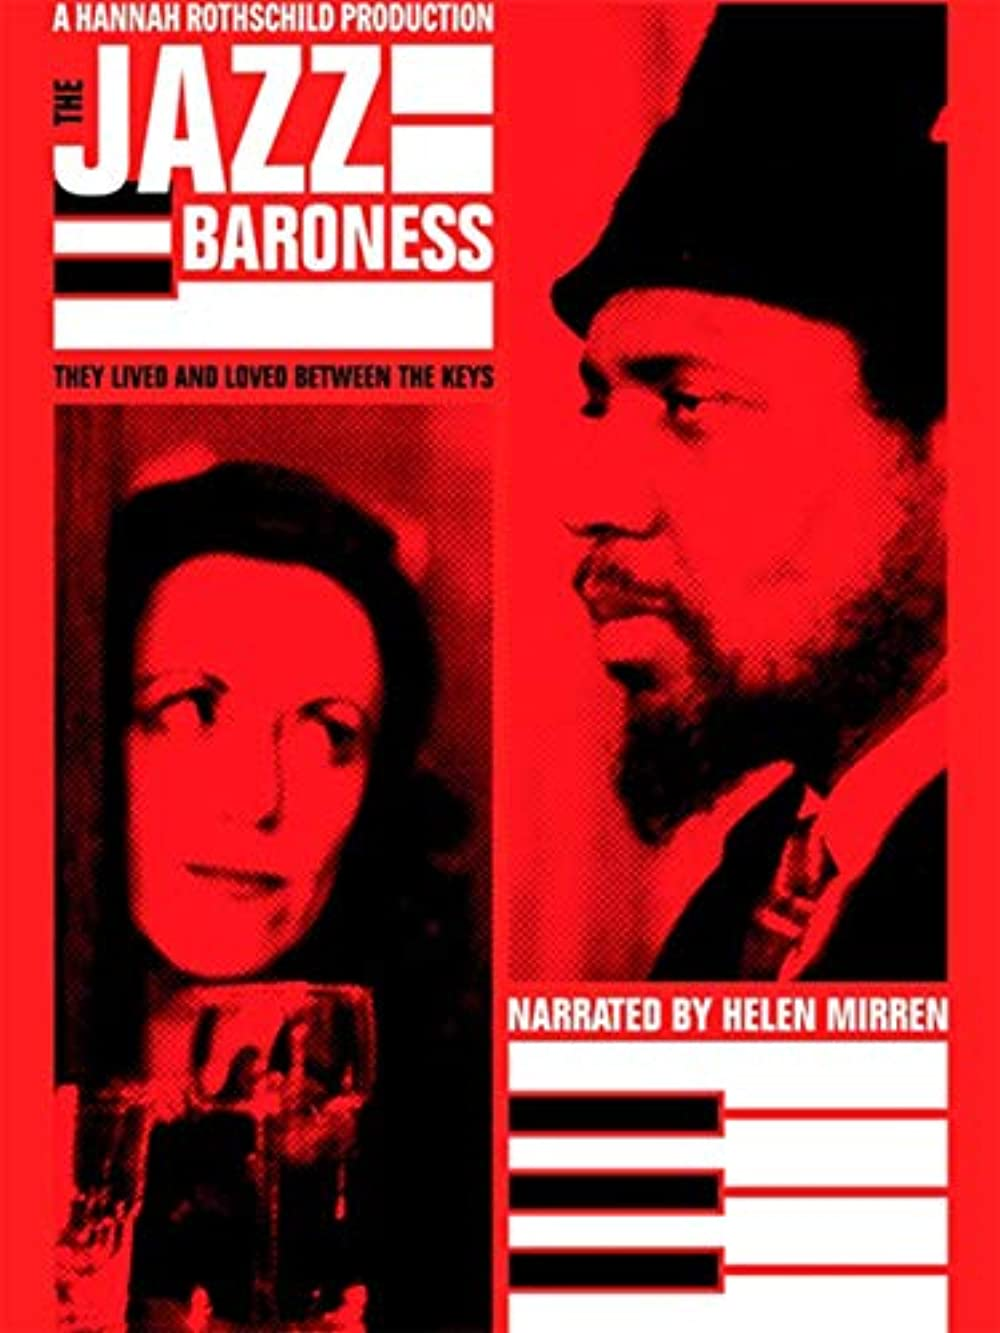 A HANNAH ROTHSCHILD PRODUCTION
THE
JAZZ
BARONESS
THEY LIVED AND LOVED BETWEEN THE KEYS
NARRATED BY HELEN MIRREN